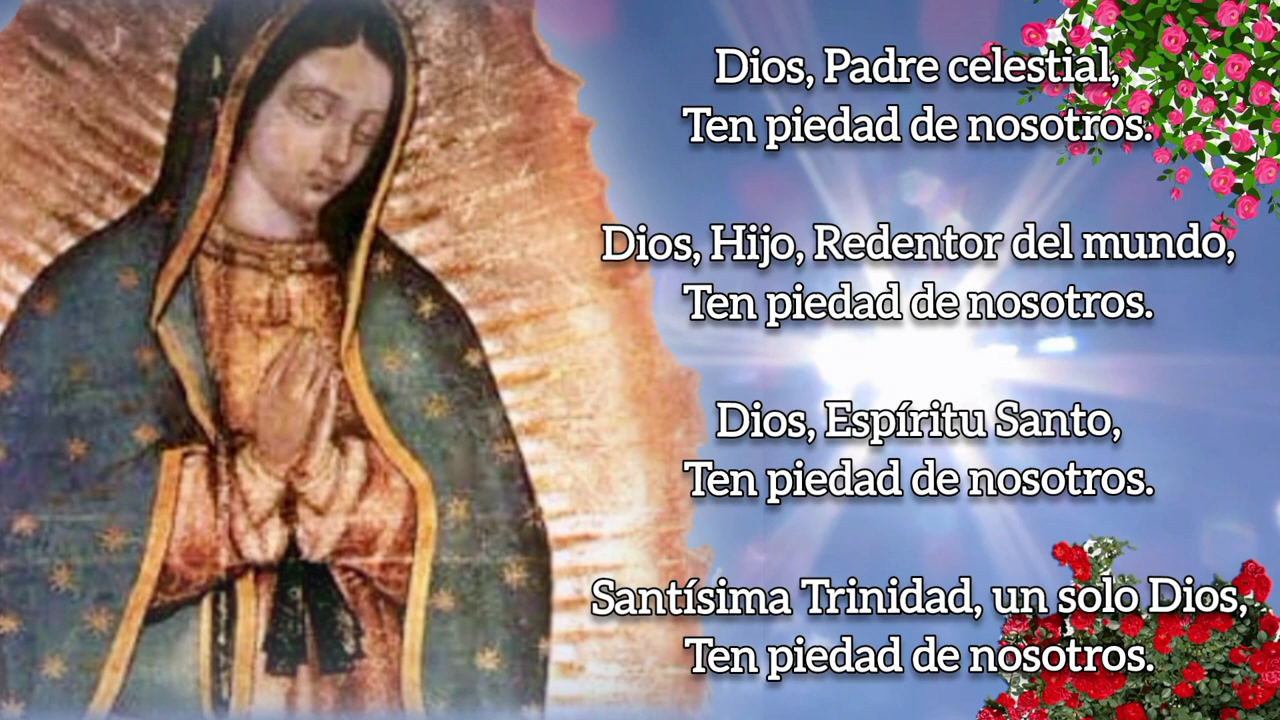 Dios, Padre celestial,
Ten piedad de nosotros.
Dios, Hijo, Redentor del mundo,
Ten piedad de nosotros.
Dios, Espíritu Santo,
Ten piedad de nosotros.
Santísima Trinidad, un solo Dios,
Ten piedad de nosotros.